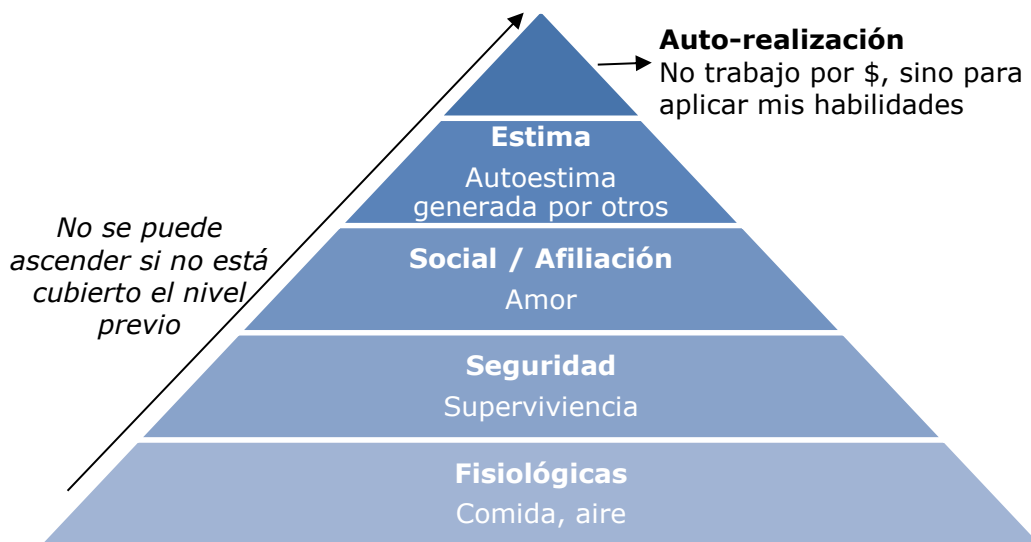 Auto-realización
No trabajo por $, sino para
aplicar mis habilidades
Estima
Autoestima
generada por otros
No se puede
ascender si no está
cubierto el nivel
previo
Social / Afiliación
Amor
Seguridad
Superviviencia
Fisiológicas
Comida, aire